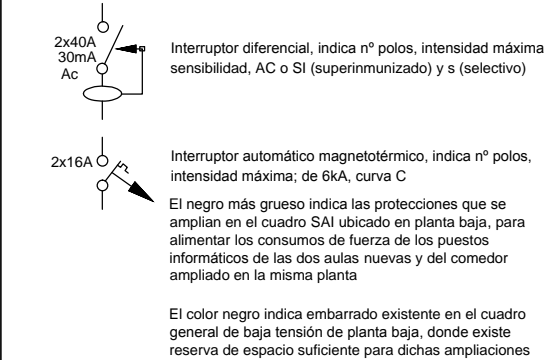 2x40A
30mA
Ac
Interruptor diferencial, indica nº polos, intensidad máxima
sensibilidad, AC o SI (superinmunizado) y s (selectivo)
2x16A
Interruptor automático magnetotérmico, indica nº polos,
intensidad máxima; de 6kA, curva C
El negro más grueso indica las protecciones que se
amplian en el cuadro SAI ubicado en planta baja, para
alimentar los consumos de fuerza de los puestos
informáticos de las dos aulas nuevas y del comedor
ampliado en la misma planta
El color negro indica embarrado existente en el cuadro
general de baja tensión de planta baja, donde existe
reserva de espacio suficiente para dichas ampliaciones